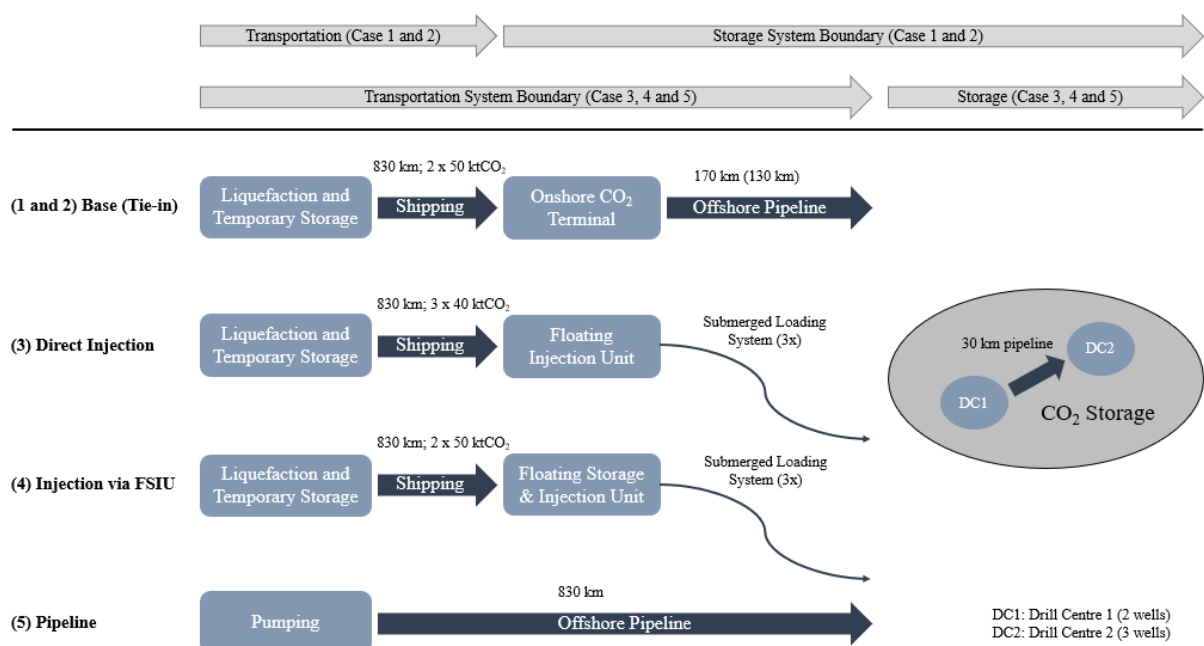 Transportation (Case 1 and 2)
Storage System Boundary (Case 1 and 2)
Transportation System Boundary (Case 3, 4 and 5)
Storage (Case 3, 4 and 5)
(1 and 2) Base (Tie-in)
Liquefaction and
Temporary Storage
830 km; 2 x 50 ktCO₂
Shipping
Onshore CO₂
Terminal
170 km (130 km)
Offshore Pipeline
(3) Direct Injection
Liquefaction and
Temporary Storage
830 km; 3 x 40 ktCO₂
Shipping
Floating
Injection Unit
Submerged Loading
System (3x)
30 km pipeline
DC1
DC2
CO₂ Storage
(4) Injection via FSIU
Liquefaction and
Temporary Storage
830 km; 2 x 50 ktCO₂
Shipping
Floating Storage
& Injection Unit
Submerged Loading
System (3x)
(5) Pipeline
Pumping
830 km
Offshore Pipeline
DC1: Drill Centre 1 (2 wells)
DC2: Drill Centre 2 (3 wells)